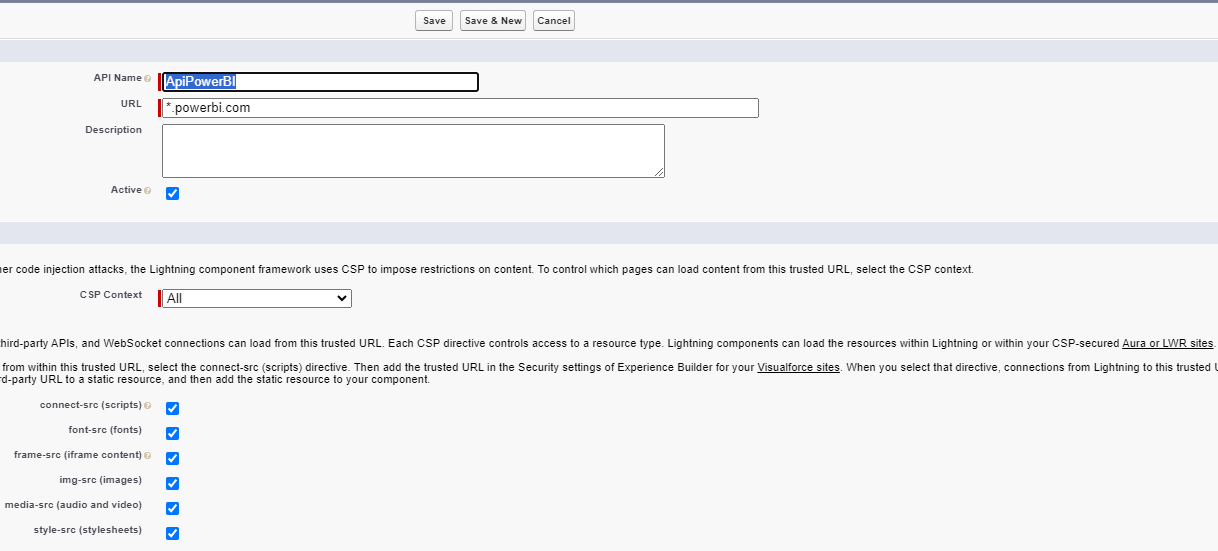 Save Save & New Cancel
API Name ApiPowerBI
URL *.powerbi.com
Description
Active
er code injection attacks, the Lightning component framework uses CSP to impose restrictions on content. To control which pages can load content from this trusted URL, select the CSP context.
CSP Context All
third-party APIs, and WebSocket connections can load from this trusted URL. Each CSP directive controls access to a resource type. Lightning components can load the resources within Lightning or within your CSP-secured Aura or LWR sites.
from within this trusted URL, select the connect-src (scripts) directive. Then add the trusted URL in the Security settings of Experience Builder for your Visualforce sites. When you select that directive, connections from Lightning to this trusted U
rd-party URL to a static resource, and then add the static resource to your component.
connect-src (scripts)
font-src (fonts)
frame-src (iframe content)
img-src (images)
media-src (audio and video)
style-src (stylesheets)